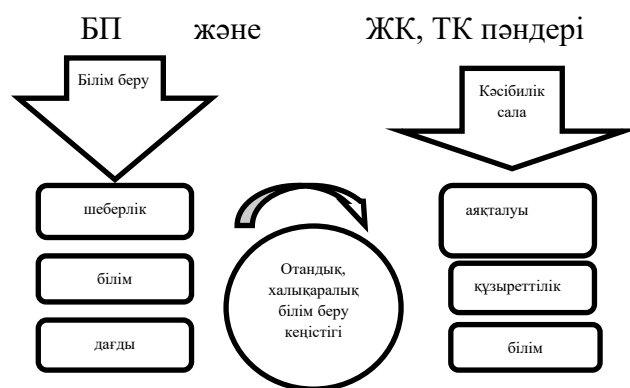 БП және ЖК, ТК пәндері
Білім беру
Кәсібилік
сала
шеберлік
білім
дағды
Отандық,
халықаралық
білім беру
кеңістігі
аяқталуы
құзыреттілік
білім